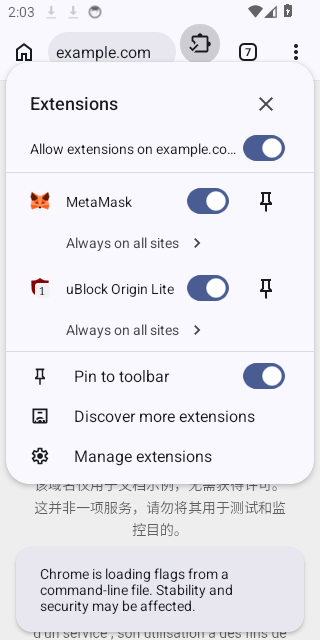 2:03
example.com
7
Extensions
Allow extensions on example.co...
MetaMask
Always on all sites
1
uBlock Origin Lite
Always on all sites
Pin to toolbar
Discover more extensions
Manage extensions
该域名仅用于文档示例，无需获得许可。
这并非一项服务，请勿将其用于测试和监
控目的。
Chrome is loading flags from a
command-line file. Stability and
security may be affected.
d'un service ; son utilisation à des fins de